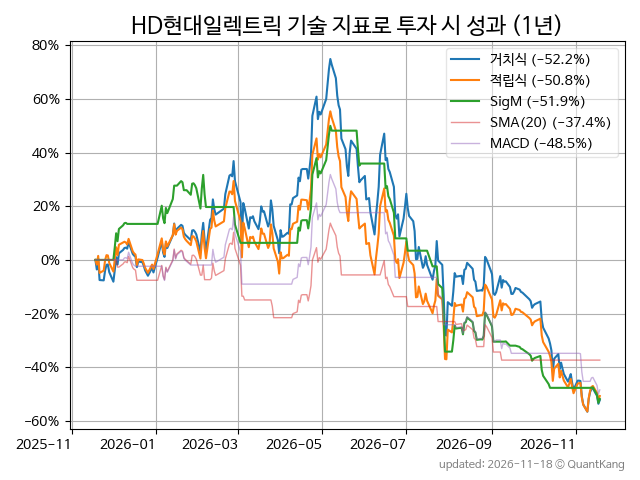 HD현대일렉트릭 기술 지표로 투자 시 성과 (1년)
80%
60%
40%
20%
0%
−20%
−40%
−60%
거치식 (−52.2%)
적립식 (−50.8%)
SigM (−51.9%)
SMA(20) (−37.4%)
MACD (−48.5%)
2025−11 2026−01 2026−03 2026−05 2026−07 2026−09 2026−11
updated: 2026-11-18 © QuantKang